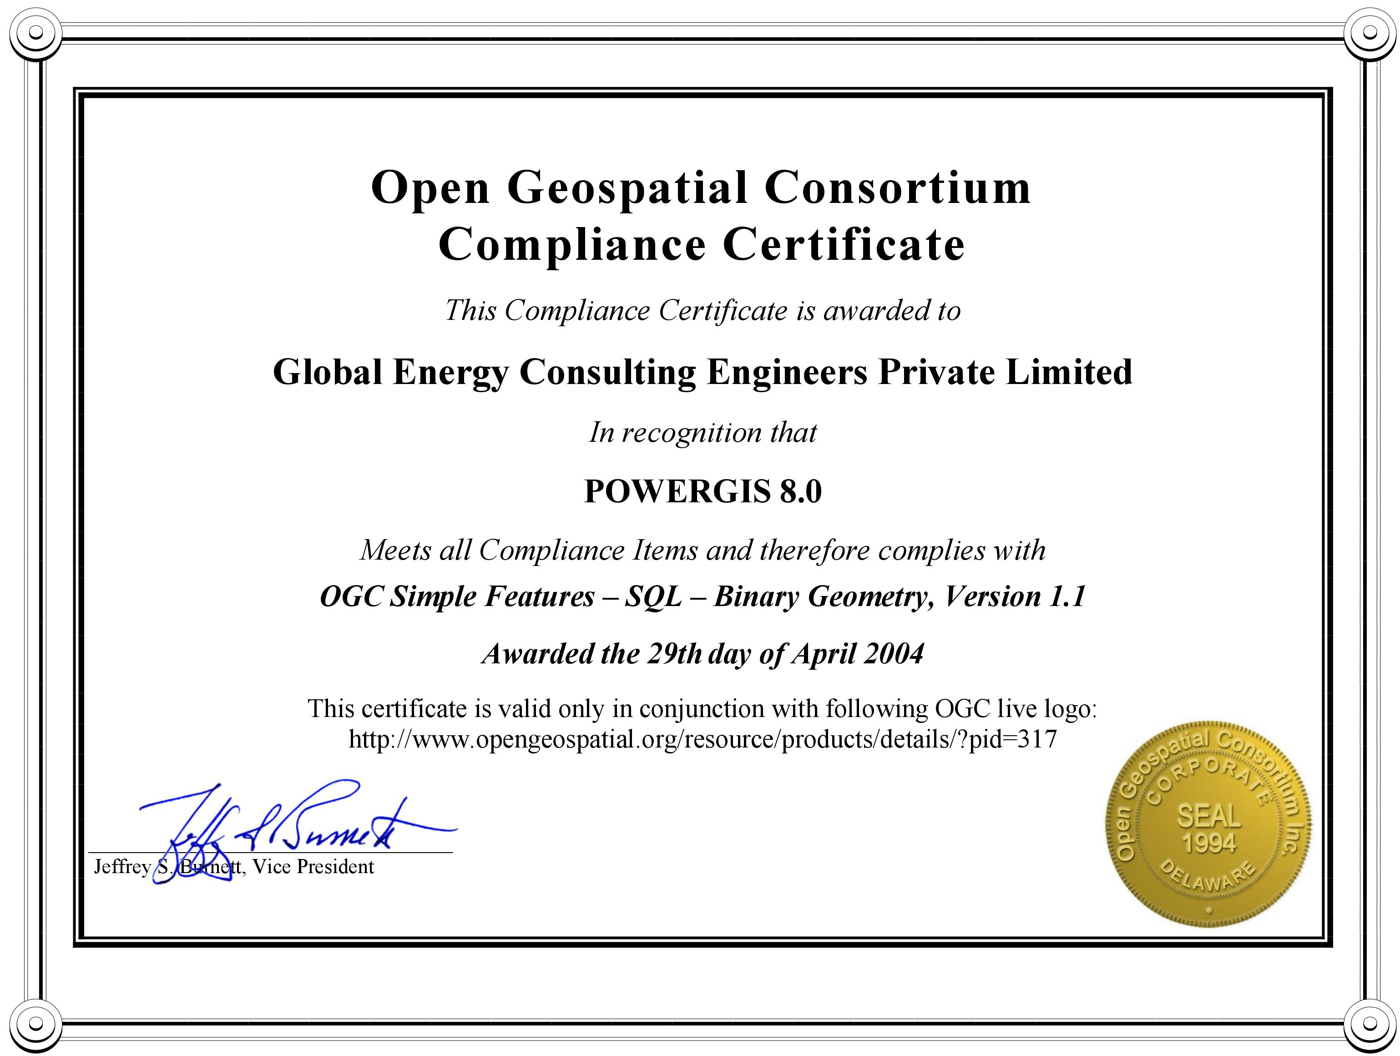 Open Geospatial Consortium
Compliance Certificate
This Compliance Certificate is awarded to
Global Energy Consulting Engineers Private Limited
In recognition that
POWERGIS 8.0
Meets all Compliance Items and therefore complies with
OGC Simple Features – SQL – Binary Geometry, Version 1.1
Awarded the 29th day of April 2004
This certificate is valid only in conjunction with following OGC live logo:
http://www.opengeospatial.org/resource/products/details/?pid=317
Jeffrey S. Burnett
Jeffrey S. Burnett, Vice President
Open Geospatial Consortium Inc.
CORPORATE
SEAL
1994
DELAWARE